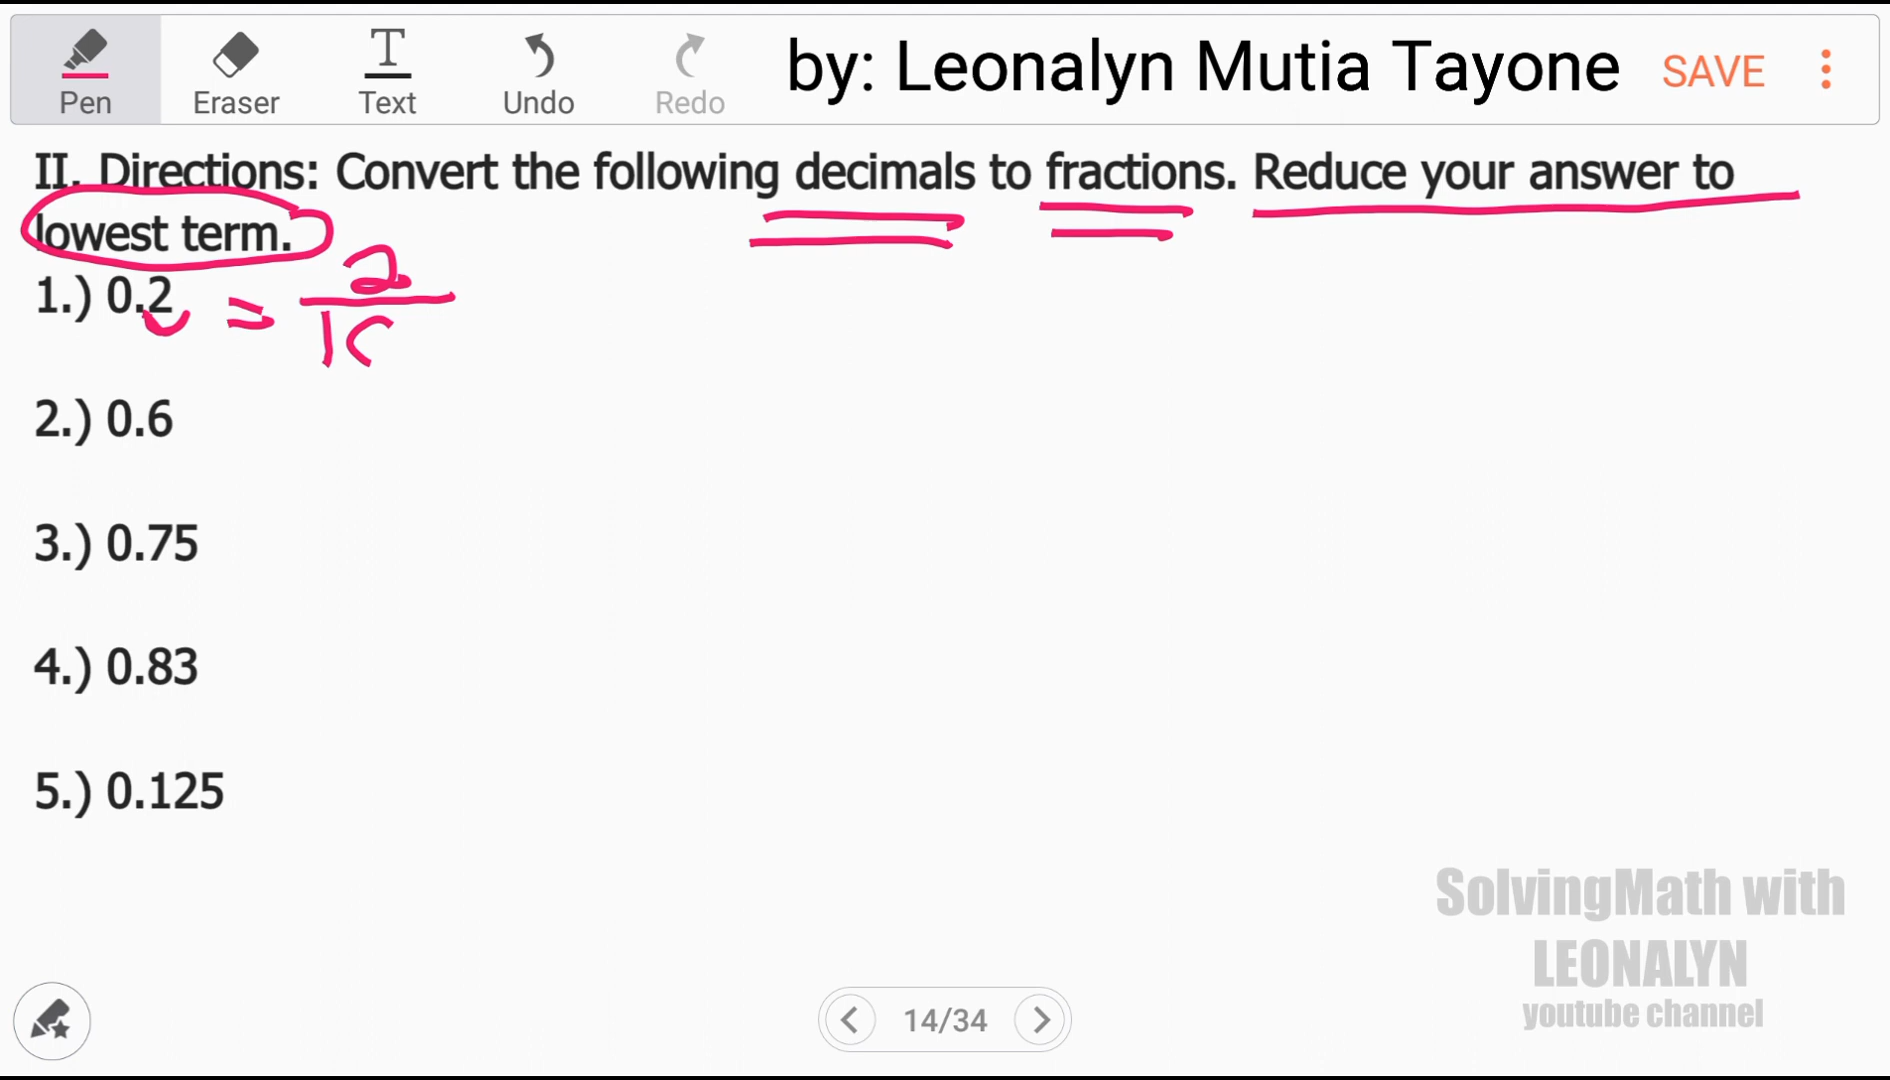 Pen
Eraser
Text
Undo
Redo
by: Leonalyn Mutia Tayone
SAVE
II. Directions: Convert the following decimals to fractions. Reduce your answer to
lowest term.
1.) 0.2 = 2
2.) 0.6
3.) 0.75
4.) 0.83
5.) 0.125
SolvingMath with
LEONALYN
youtube channel
14/34